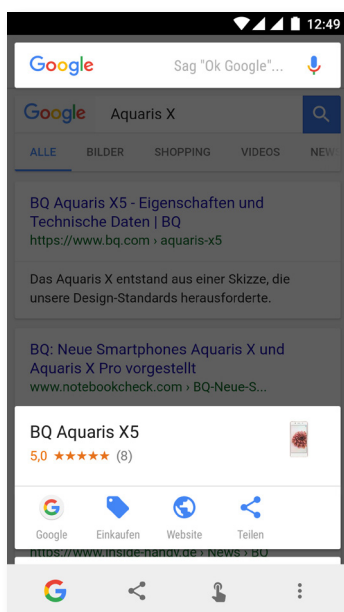 12:49
Google Sag "Ok Google"...
Google Aquaris X
ALLE BILDER SHOPPING VIDEOS NEWS
BQ Aquaris X5 - Eigenschaften und
Technische Daten | BQ
https://www.bq.com › aquaris-x5
Das Aquaris X entstand aus einer Skizze, die
unsere Design-Standards herausforderte.
BQ: Neue Smartphones Aquaris X und
Aquaris X Pro vorgestellt
www.notebookcheck.com › BQ-Neue-S...
BQ Aquaris X5
5,0 ★★★★★ (8)
Google Einkaufen Website Teilen
https://www.inside-handy.de › News › BQ
G